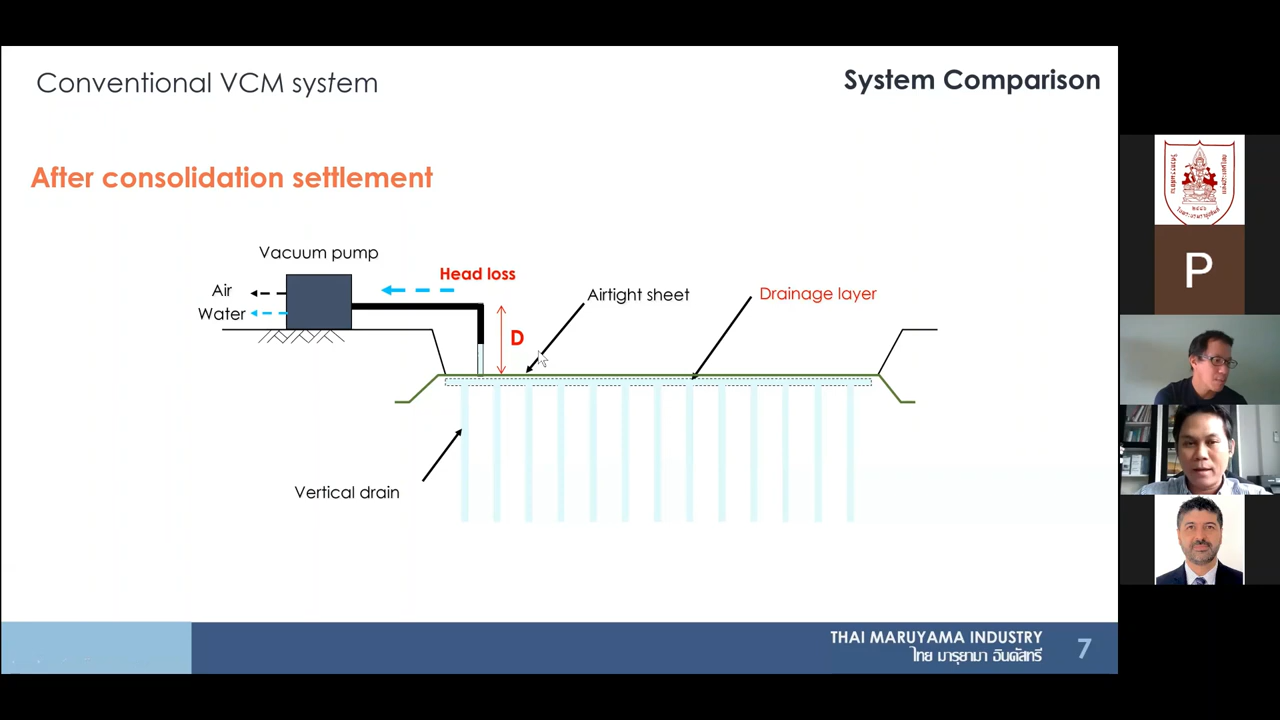 Conventional VCM system
System Comparison
After consolidation settlement
Vacuum pump
Head loss
Air
Water
Airtight sheet
Drainage layer
D
Vertical drain
THAI MARUYAMA INDUSTRY
ไทย มารุยามา อินดัสทรี
7
P